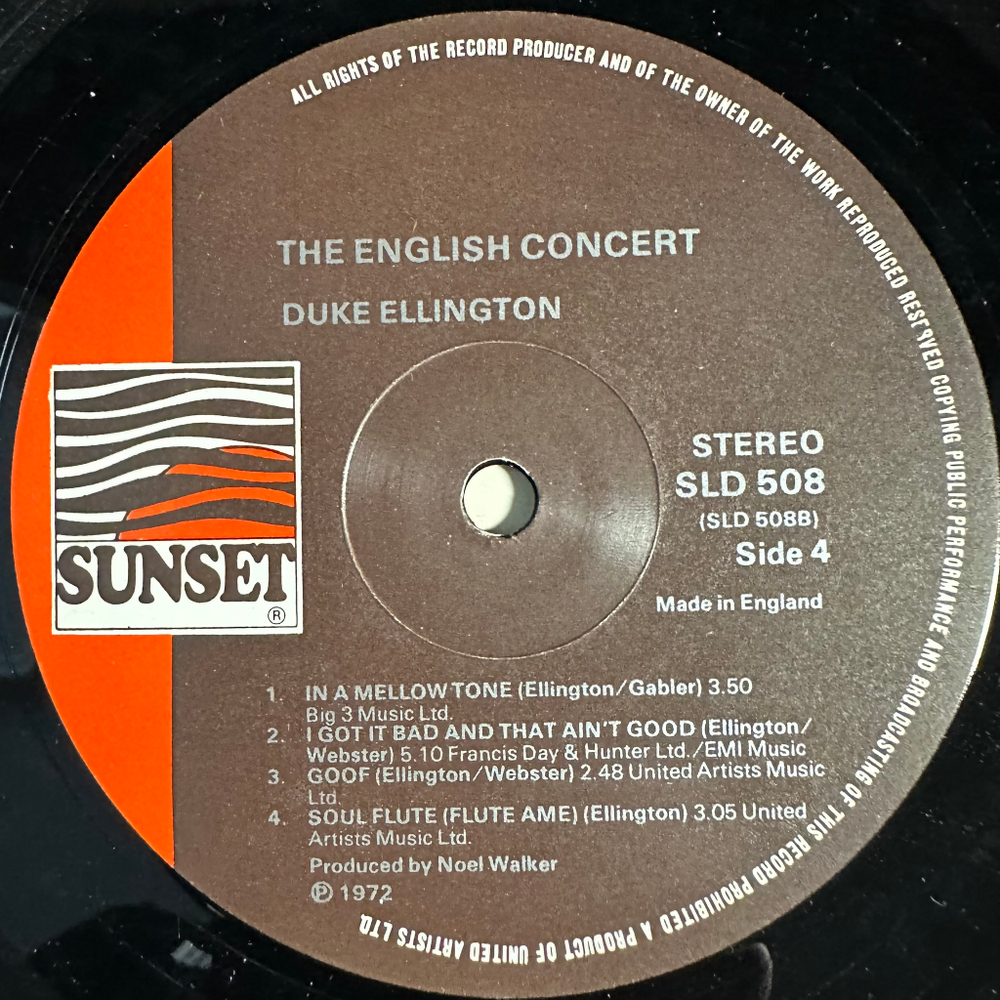 ALL RIGHTS OF THE RECORD PRODUCER AND OF THE OWNER OF THE WORK REPRODUCED RESERVED COPYING PUBLIC PERFORMANCE AND BROADCASTING OF THIS RECORD PROHIBITED A PRODUCT OF UNITED ARTISTS LTD.
THE ENGLISH CONCERT
DUKE ELLINGTON
SUNSET
®
STEREO
SLD 508
(SLD 508B)
Side 4
Made in England
1. IN A MELLOW TONE (Ellington/Gabler) 3.50
Big 3 Music Ltd.
2. I GOT IT BAD AND THAT AIN'T GOOD (Ellington/
Webster) 5.10 Francis Day & Hunter Ltd./EMI Music
3. GOOF (Ellington/Webster) 2.48 United Artists Music
Ltd.
4. SOUL FLUTE (FLUTE AME) (Ellington) 3.05 United
Artists Music Ltd.
Produced by Noel Walker
℗ 1972